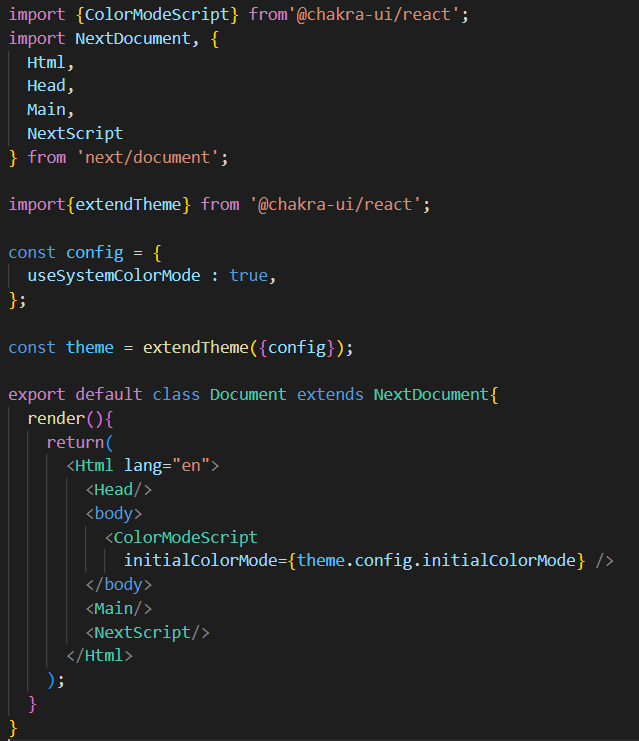 import {ColorModeScript} from'@chakra-ui/react';
import NextDocument, {
  Html,
  Head,
  Main,
  NextScript
} from 'next/document';

import{extendTheme} from '@chakra-ui/react';

const config = {
  useSystemColorMode : true,
};

const theme = extendTheme({config});

export default class Document extends NextDocument{
  render(){
    return(
      <Html lang="en">
        <Head/>
        <body>
          <ColorModeScript
            initialColorMode={theme.config.initialColorMode} />
        </body>
        <Main/>
        <NextScript/>
      </Html>
    );
  }
}